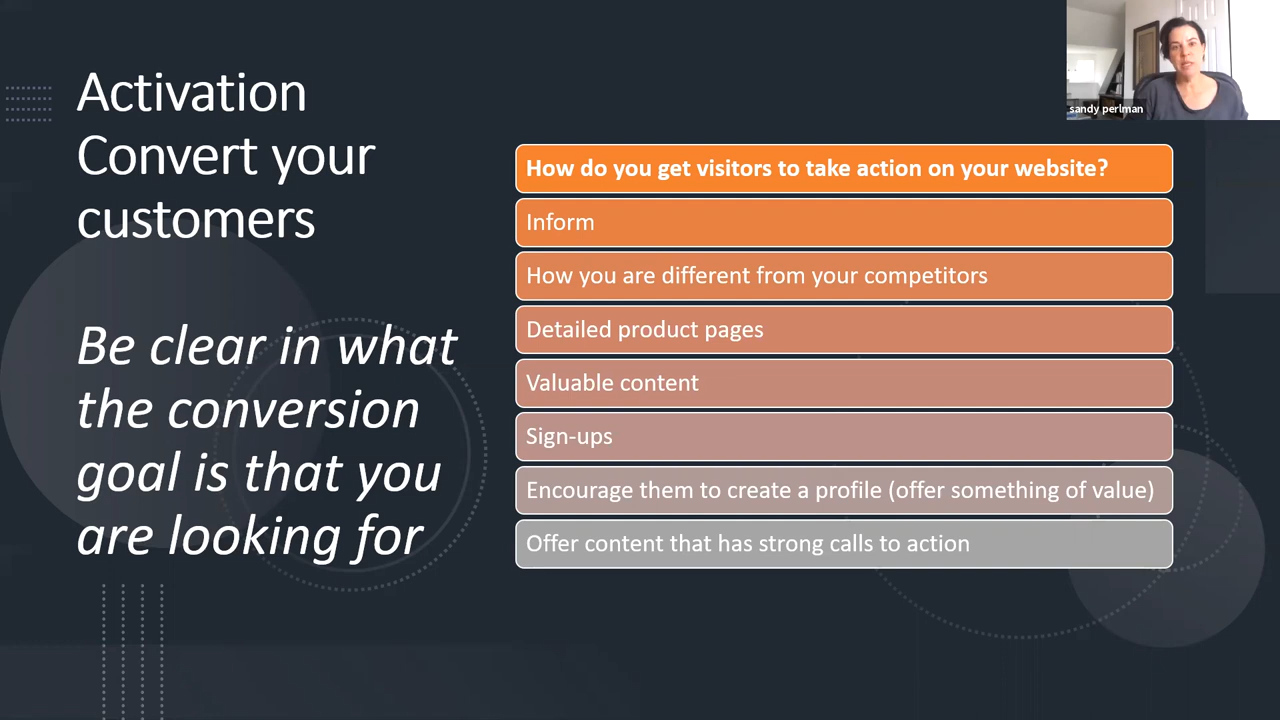 Activation
Convert your
customers
Be clear in what
the conversion
goal is that you
are looking for
How do you get visitors to take action on your website?
Inform
How you are different from your competitors
Detailed product pages
Valuable content
Sign-ups
Encourage them to create a profile (offer something of value)
Offer content that has strong calls to action
sandy perlman